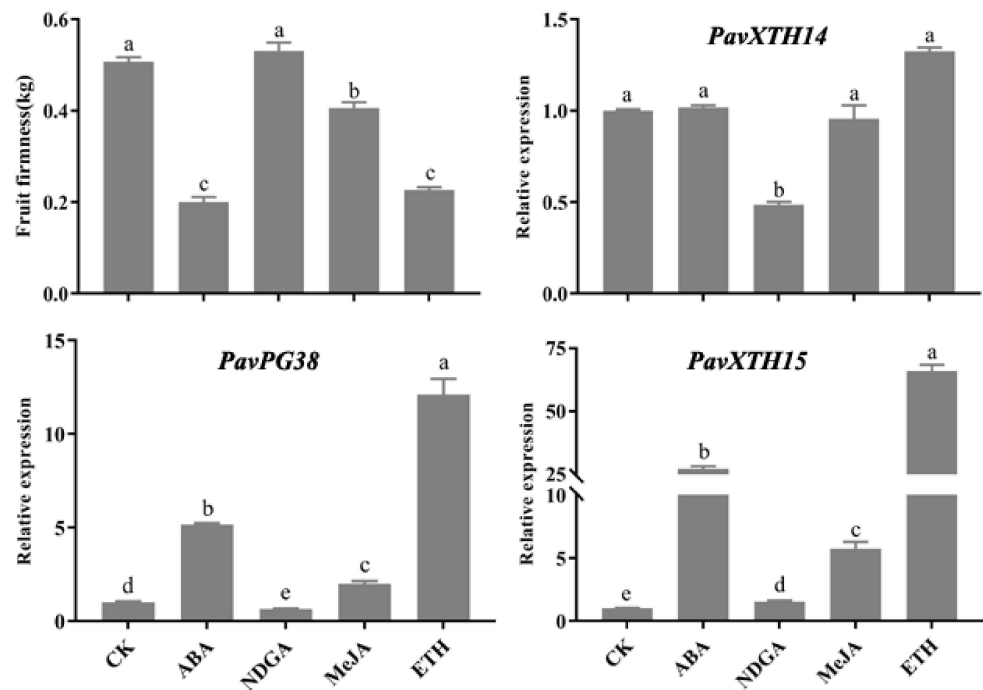 0.6
0.4
0.2
0.0
Fruit firmness(kg)
a
c
a
b
c
PavXTH14
1.5
1.0
0.5
0.0
Relative expression
a
a
b
a
a
PavPG38
15
10
5
0
Relative expression
d
b
e
c
a
CK
ABA
NDGA
MeJA
ETH
PavXTH15
75
50
25
10
5
0
Relative expression
e
b
d
c
a
CK
ABA
NDGA
MeJA
ETH